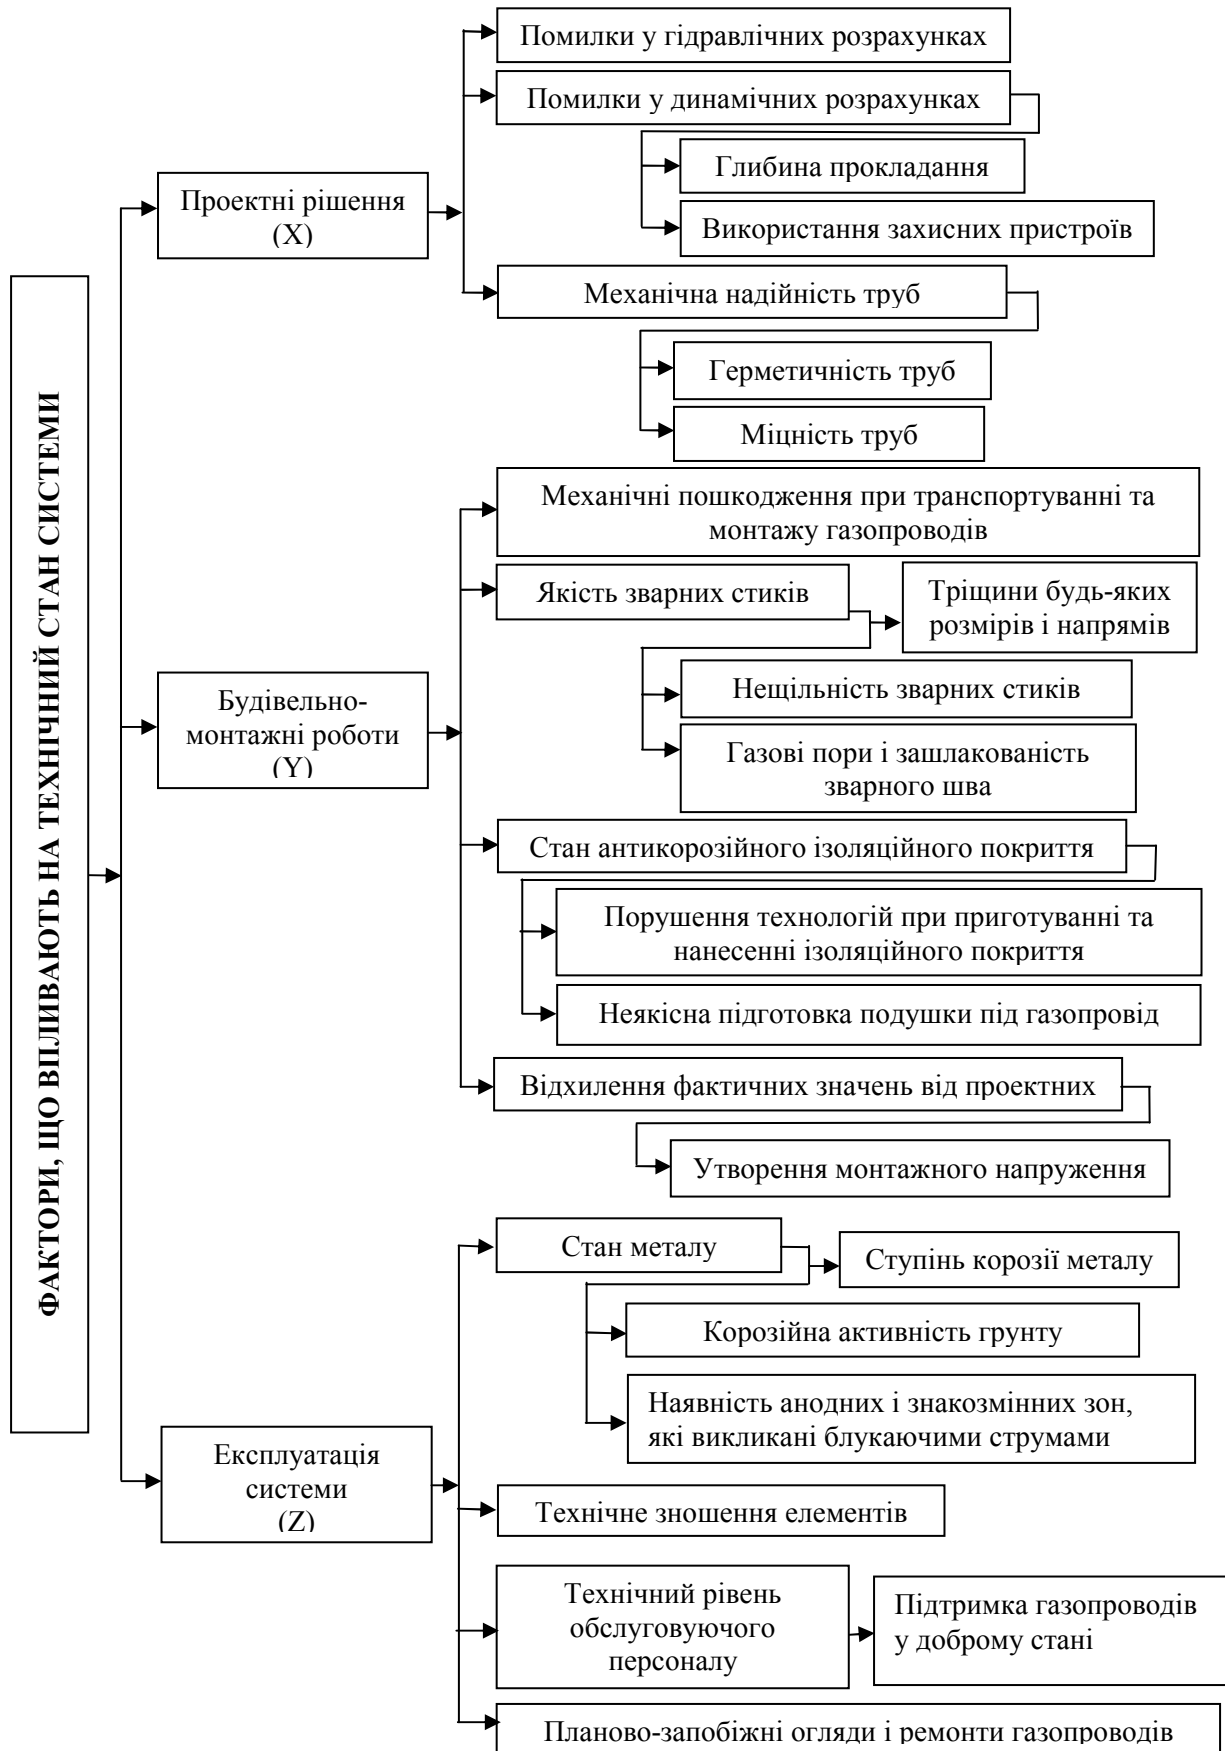 ФАКТОРИ, ЩО ВПЛИВАЮТЬ НА ТЕХНІЧНИЙ СТАН СИСТЕМИ
Проектні рішення
(X)
Помилки у гідравлічних розрахунках
Помилки у динамічних розрахунках
Глибина прокладання
Використання захисних пристроїв
Механічна надійність труб
Герметичність труб
Міцність труб
Будівельно-
монтажні роботи
(Y)
Механічні пошкодження при транспортуванні та
монтажу газопроводів
Якість зварних стиків
Тріщини будь-яких
розмірів і напрямів
Нещільність зварних стиків
Газові пори і зашлакованість
зварного шва
Стан антикорозійного ізоляційного покриття
Порушення технологій при приготуванні та
нанесенні ізоляційного покриття
Неякісна підготовка подушки під газопровід
Відхилення фактичних значень від проектних
Утворення монтажного напруження
Експлуатація
системи
(Z)
Стан металу
Ступінь корозії металу
Корозійна активність грунту
Наявність анодних і знакозмінних зон,
які викликані блукаючими струмами
Технічне зношення елементів
Технічний рівень
обслуговуючого
персоналу
Підтримка газопроводів
у доброму стані
Планово-запобіжні огляди і ремонти газопроводів